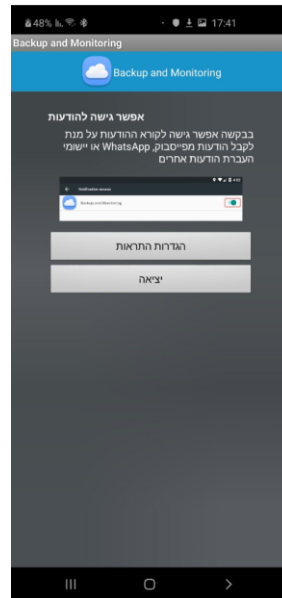 48% 17:41
Backup and Monitoring
Backup and Monitoring
אפשר גישה להודעות
בבקשה אפשר גישה לקורא ההודעות על מנת
לקבל הודעות מפייסבוק, WhatsApp או יישומי
העברת הודעות אחרים
Notification access
Backup and Monitoring
הגדרות התראות
יציאה